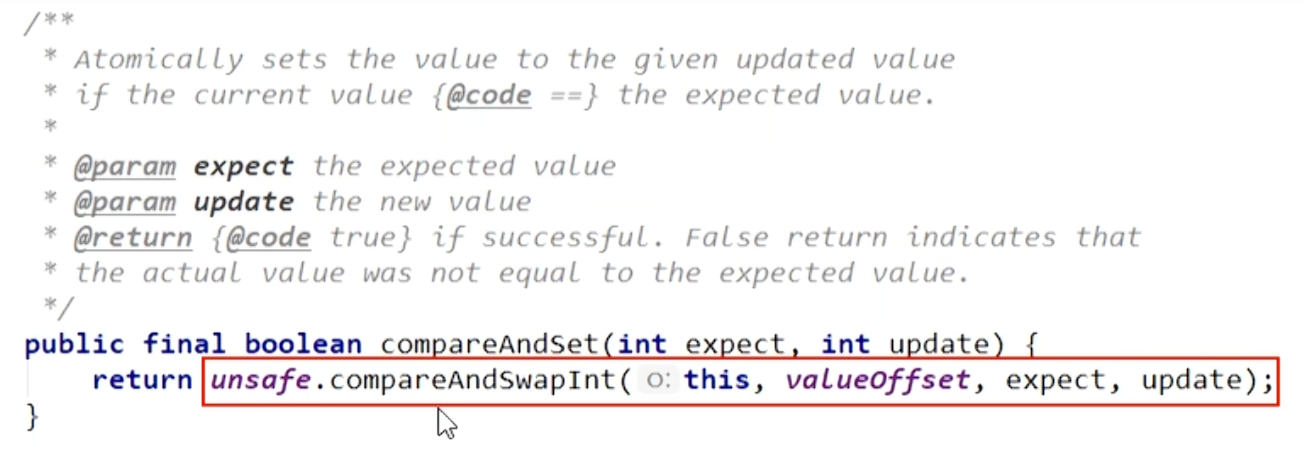 /**
 * Atomically sets the value to the given updated value
 * if the current value {@code ==} the expected value.
 *
 * @param expect the expected value
 * @param update the new value
 * @return {@code true} if successful. False return indicates that
 * the actual value was not equal to the expected value.
 */
public final boolean compareAndSet(int expect, int update) {
    return unsafe.compareAndSwapInt( o: this, valueOffset, expect, update);
}